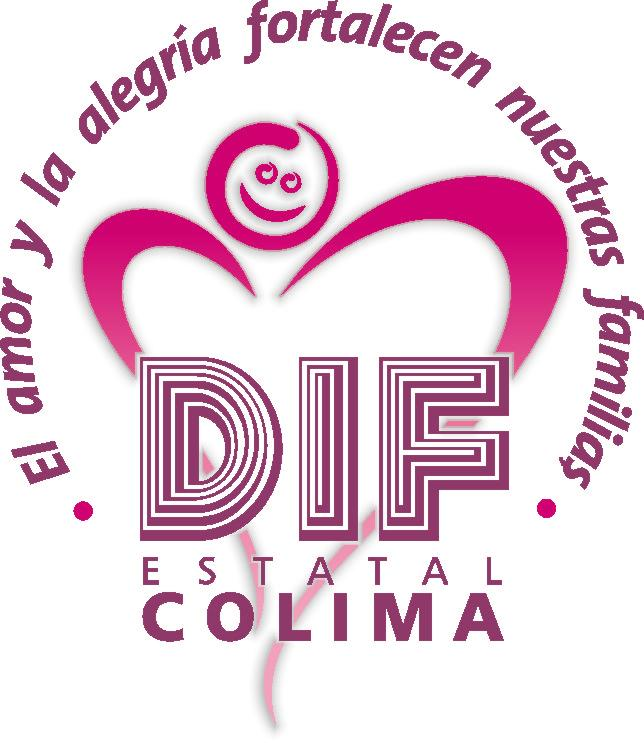 El amor y la alegría fortalecen nuestras familias
DIF
ESTATAL
COLIMA